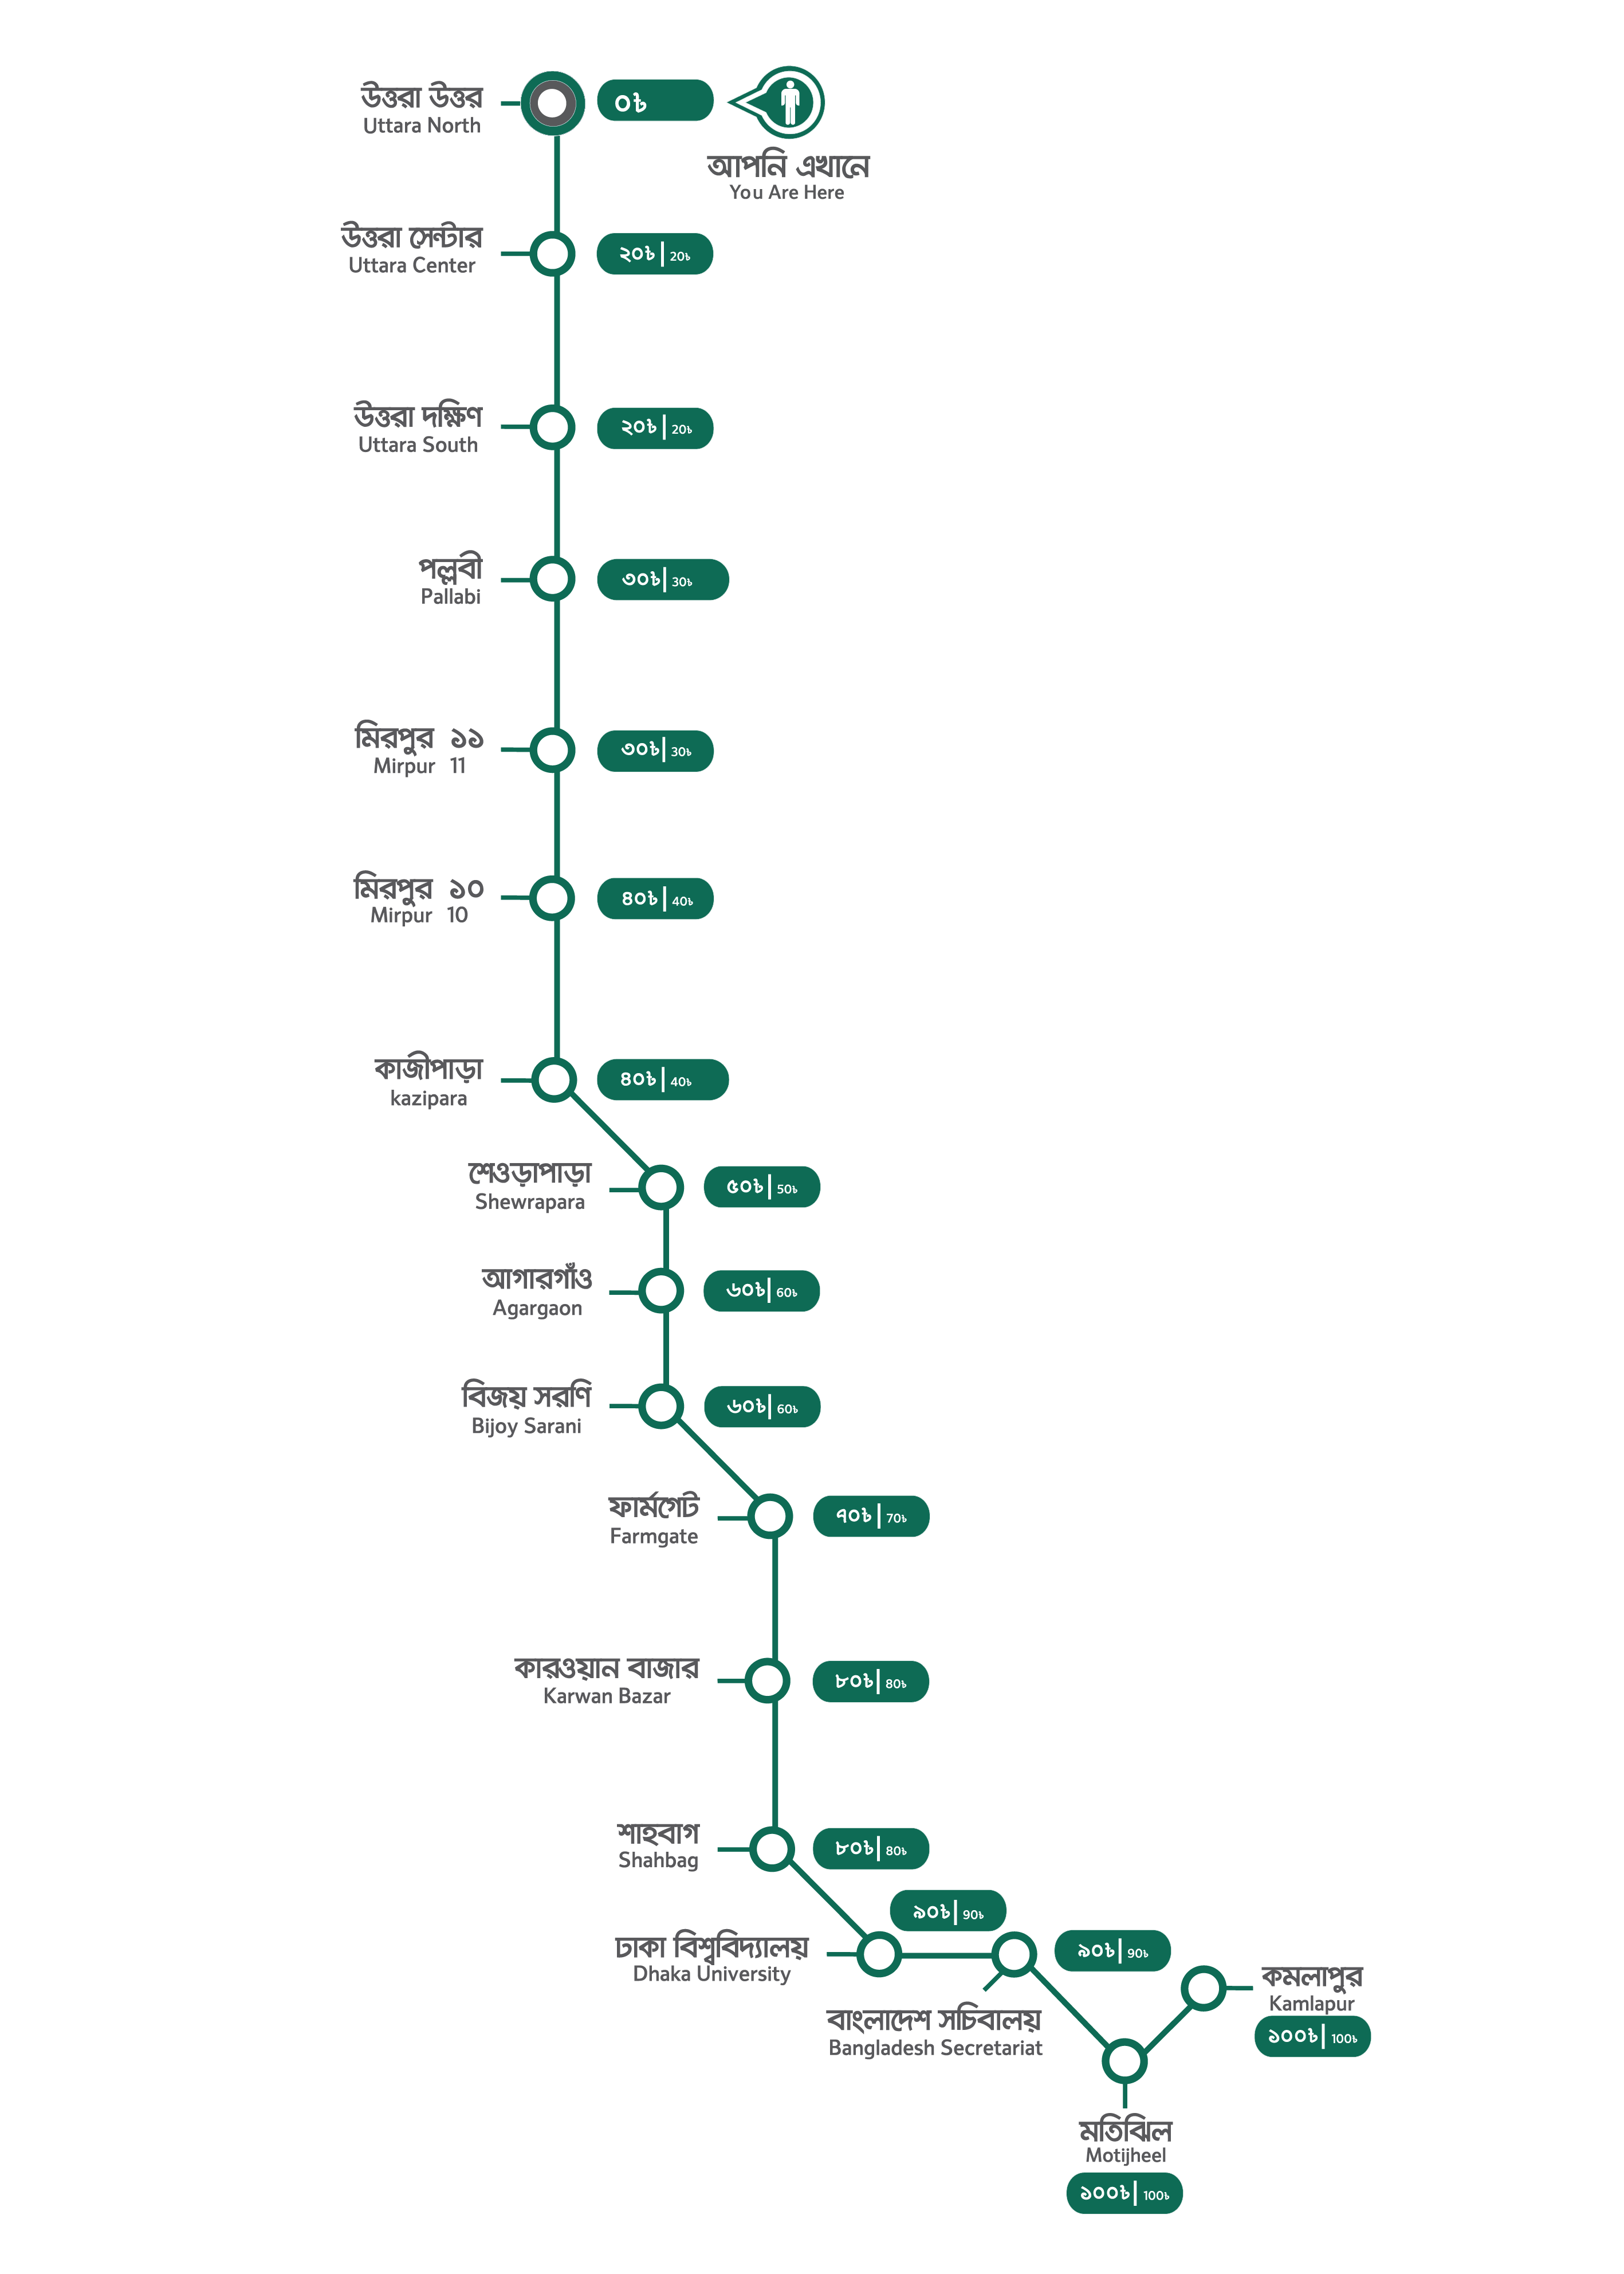 উত্তরা উত্তর
Uttara North
০৳
আপনি এখানে
You Are Here
উত্তরা সেন্টার
Uttara Center
২০৳| 20৳
উত্তরা দক্ষিণ
Uttara South
২০৳| 20৳
পল্লবী
Pallabi
৩০৳| 30৳
মিরপুর ১১
Mirpur 11
৩০৳| 30৳
মিরপুর ১০
Mirpur 10
৪০৳| 40৳
কাজীপাড়া
kazipara
৪০৳| 40৳
শেওড়াপাড়া
Shewrapara
৫০৳| 50৳
আগারগাঁও
Agargaon
৬০৳| 60৳
বিজয় সরণি
Bijoy Sarani
৬০৳| 60৳
ফার্মগেট
Farmgate
৭০৳| 70৳
কারওয়ান বাজার
Karwan Bazar
৮০৳| 80৳
শাহবাগ
Shahbag
৮০৳| 80৳
ঢাকা বিশ্ববিদ্যালয়
Dhaka University
৯০৳| 90৳
বাংলাদেশ সচিবালয়
Bangladesh Secretariat
৯০৳| 90৳
কমলাপুর
Kamlapur
১০০৳| 100৳
মতিঝিল
Motijheel
১০০৳| 100৳